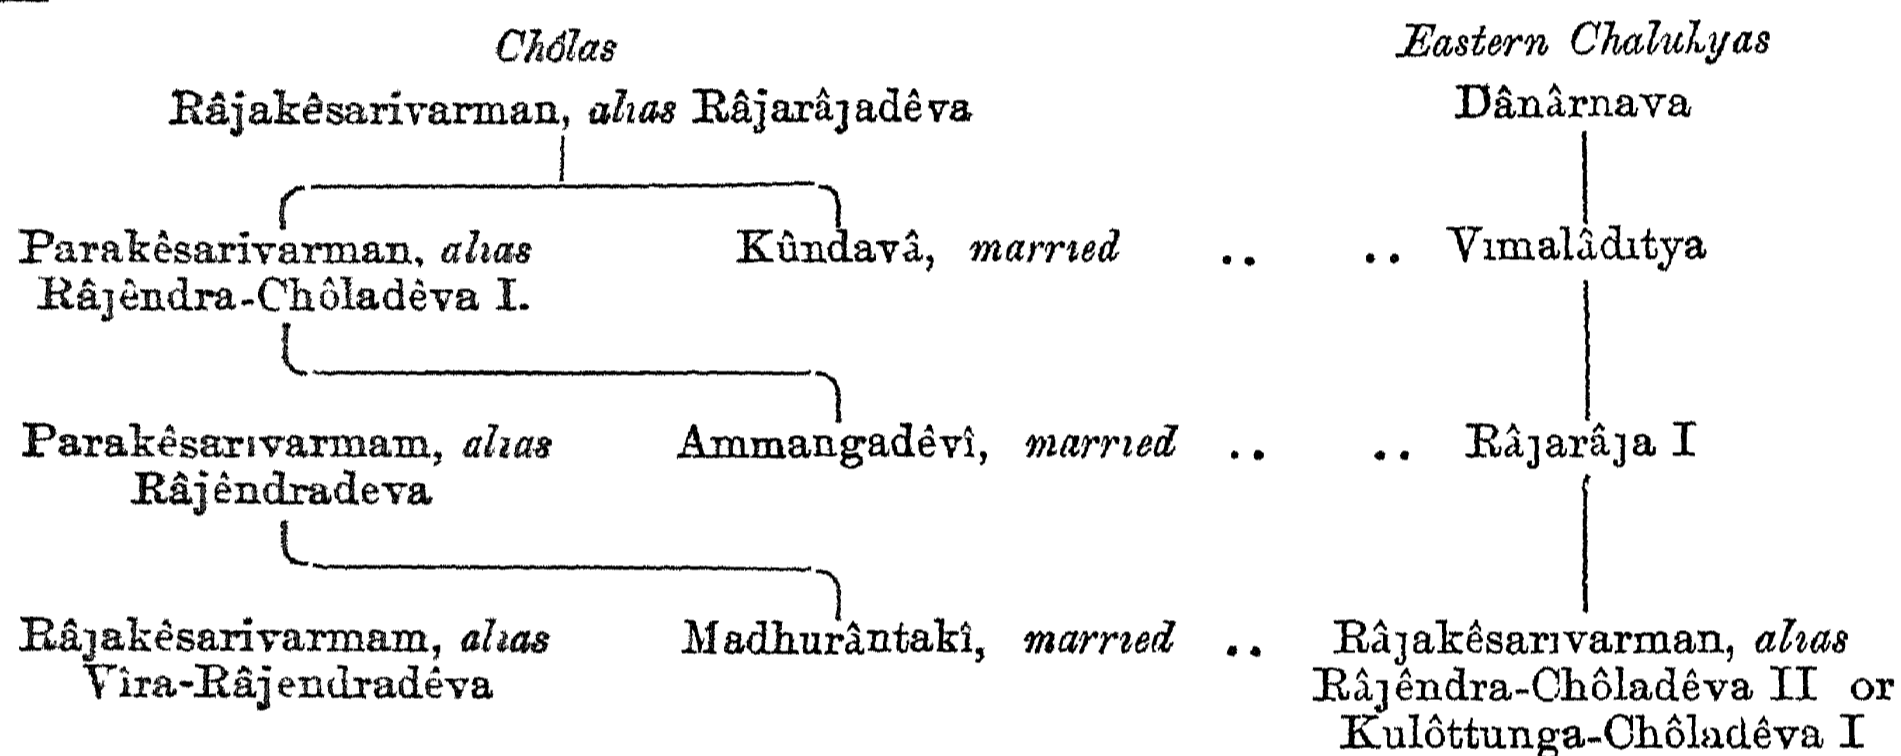 Chôlas Eastern Chalukyas
Râjakêsarivarman, alias Râjarâjadêva Dânârnava
Parakêsarivarman, alias Kûndavâ, married .. .. Vimalâditya
Râjêndra-Chôladêva I.
Parakêsarivarmam, alias Ammangadêvî, married .. .. Râjarâja I
Râjêndradeva
Râjakêsarivarmam, alias Madhurântakî, married .. Râjakêsarivarman, alias
Vîra-Râjendradêva Râjêndra-Chôladêva II or
Kulôttunga-Chôladêva I